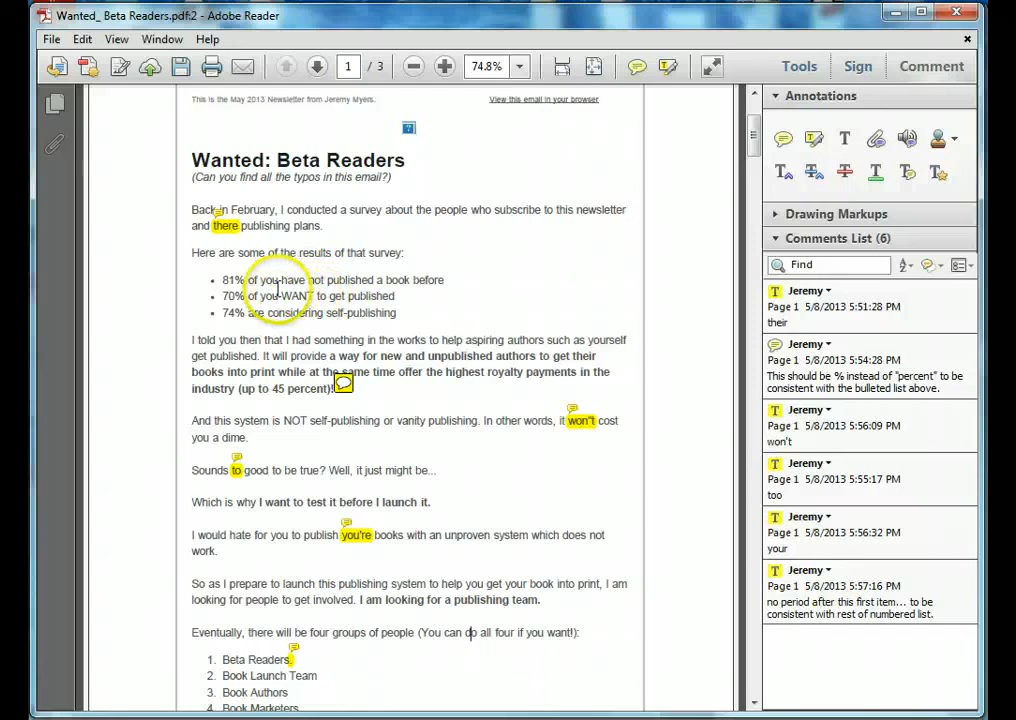 Wanted_ Beta Readers.pdf:2 - Adobe Reader
File Edit View Window Help
1 / 3 74.8% Tools Sign Comment
This is the May 2013 Newsletter from Jeremy Myers. View this email in your browser
Wanted: Beta Readers
(Can you find all the typos in this email?)
Back in February, I conducted a survey about the people who subscribe to this newsletter
and there publishing plans.
Here are some of the results of that survey:
• 81% of you have not published a book before
• 70% of you WANT to get published
• 74% are considering self-publishing
I told you then that I had something in the works to help aspiring authors such as yourself
get published. It will provide a way for new and unpublished authors to get their
books into print while at the same time offer the highest royalty payments in the
industry (up to 45 percent)!
And this system is NOT self-publishing or vanity publishing. In other words, it won"t cost
you a dime.
Sounds to good to be true? Well, it just might be...
Which is why I want to test it before I launch it.
I would hate for you to publish you're books with an unproven system which does not
work.
So as I prepare to launch this publishing system to help you get your book into print, I am
looking for people to get involved. I am looking for a publishing team.
Eventually, there will be four groups of people (You can do all four if you want!):
1. Beta Readers.
2. Book Launch Team
3. Book Authors
4. Book Marketers
Annotations
Drawing Markups
Comments List (6)
Find
Jeremy
Page 1 5/8/2013 5:51:28 PM
their
Jeremy
Page 1 5/8/2013 5:54:28 PM
This should be % instead of "percent" to be
consistent with the bulleted list above.
Jeremy
Page 1 5/8/2013 5:56:09 PM
won't
Jeremy
Page 1 5/8/2013 5:55:17 PM
too
Jeremy
Page 1 5/8/2013 5:56:32 PM
your
Jeremy
Page 1 5/8/2013 5:57:16 PM
no period after this first item... to be
consistent with rest of numbered list.